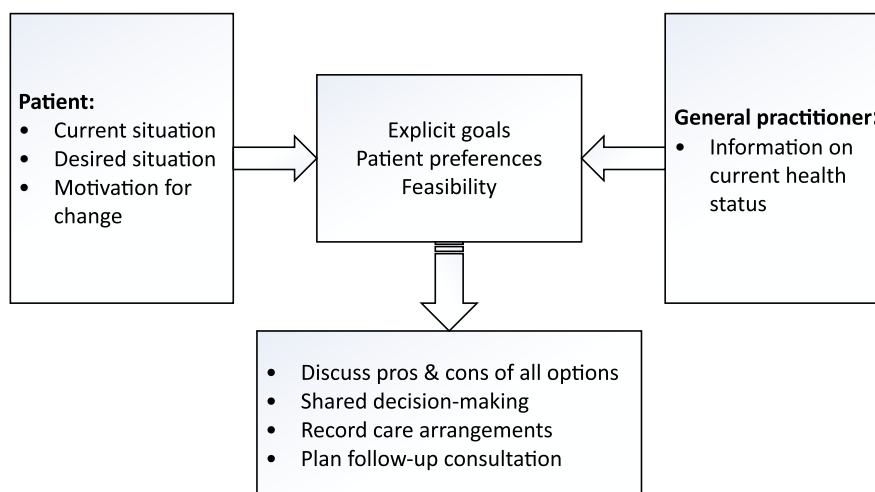 Patient:
• Current situation
• Desired situation
• Motivation for
change
Explicit goals
Patient preferences
Feasibility
General practitioner:
• Information on
current health
status
• Discuss pros & cons of all options
• Shared decision-making
• Record care arrangements
• Plan follow-up consultation